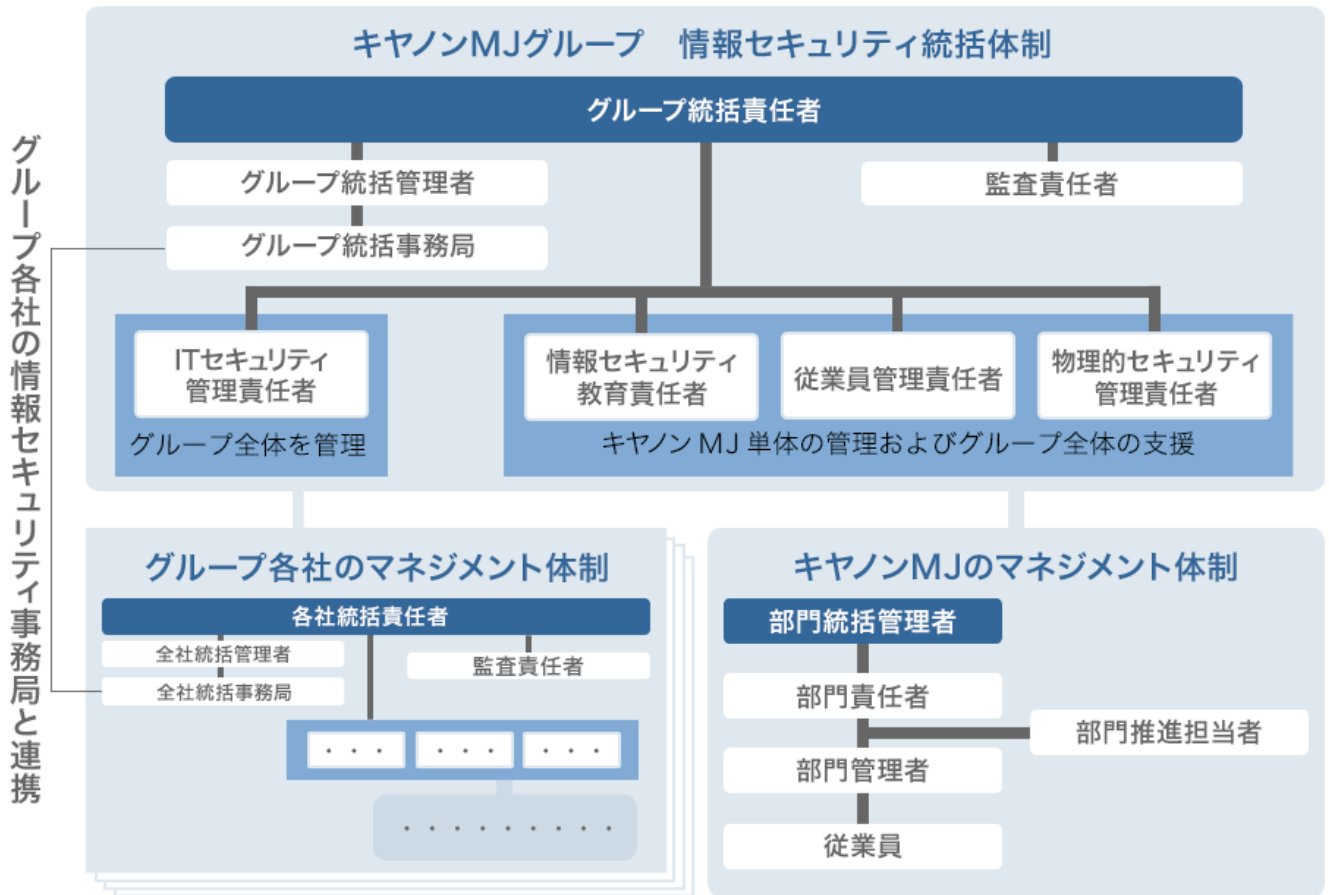 キヤノンMJグループ　情報セキュリティ統括体制
グループ統括責任者
グループ統括管理者
監査責任者
グループ統括事務局
グループ各社の情報セキュリティ事務局と連携
ITセキュリティ
管理責任者
グループ全体を管理
情報セキュリティ
教育責任者
従業員管理責任者
物理的セキュリティ
管理責任者
キヤノン MJ 単体の管理およびグループ全体の支援
グループ各社のマネジメント体制
各社統括責任者
全社統括管理者
監査責任者
全社統括事務局
・・・
・・・
・・・
・・・・・・・・・
キヤノンMJのマネジメント体制
部門統括管理者
部門責任者
部門推進担当者
部門管理者
従業員